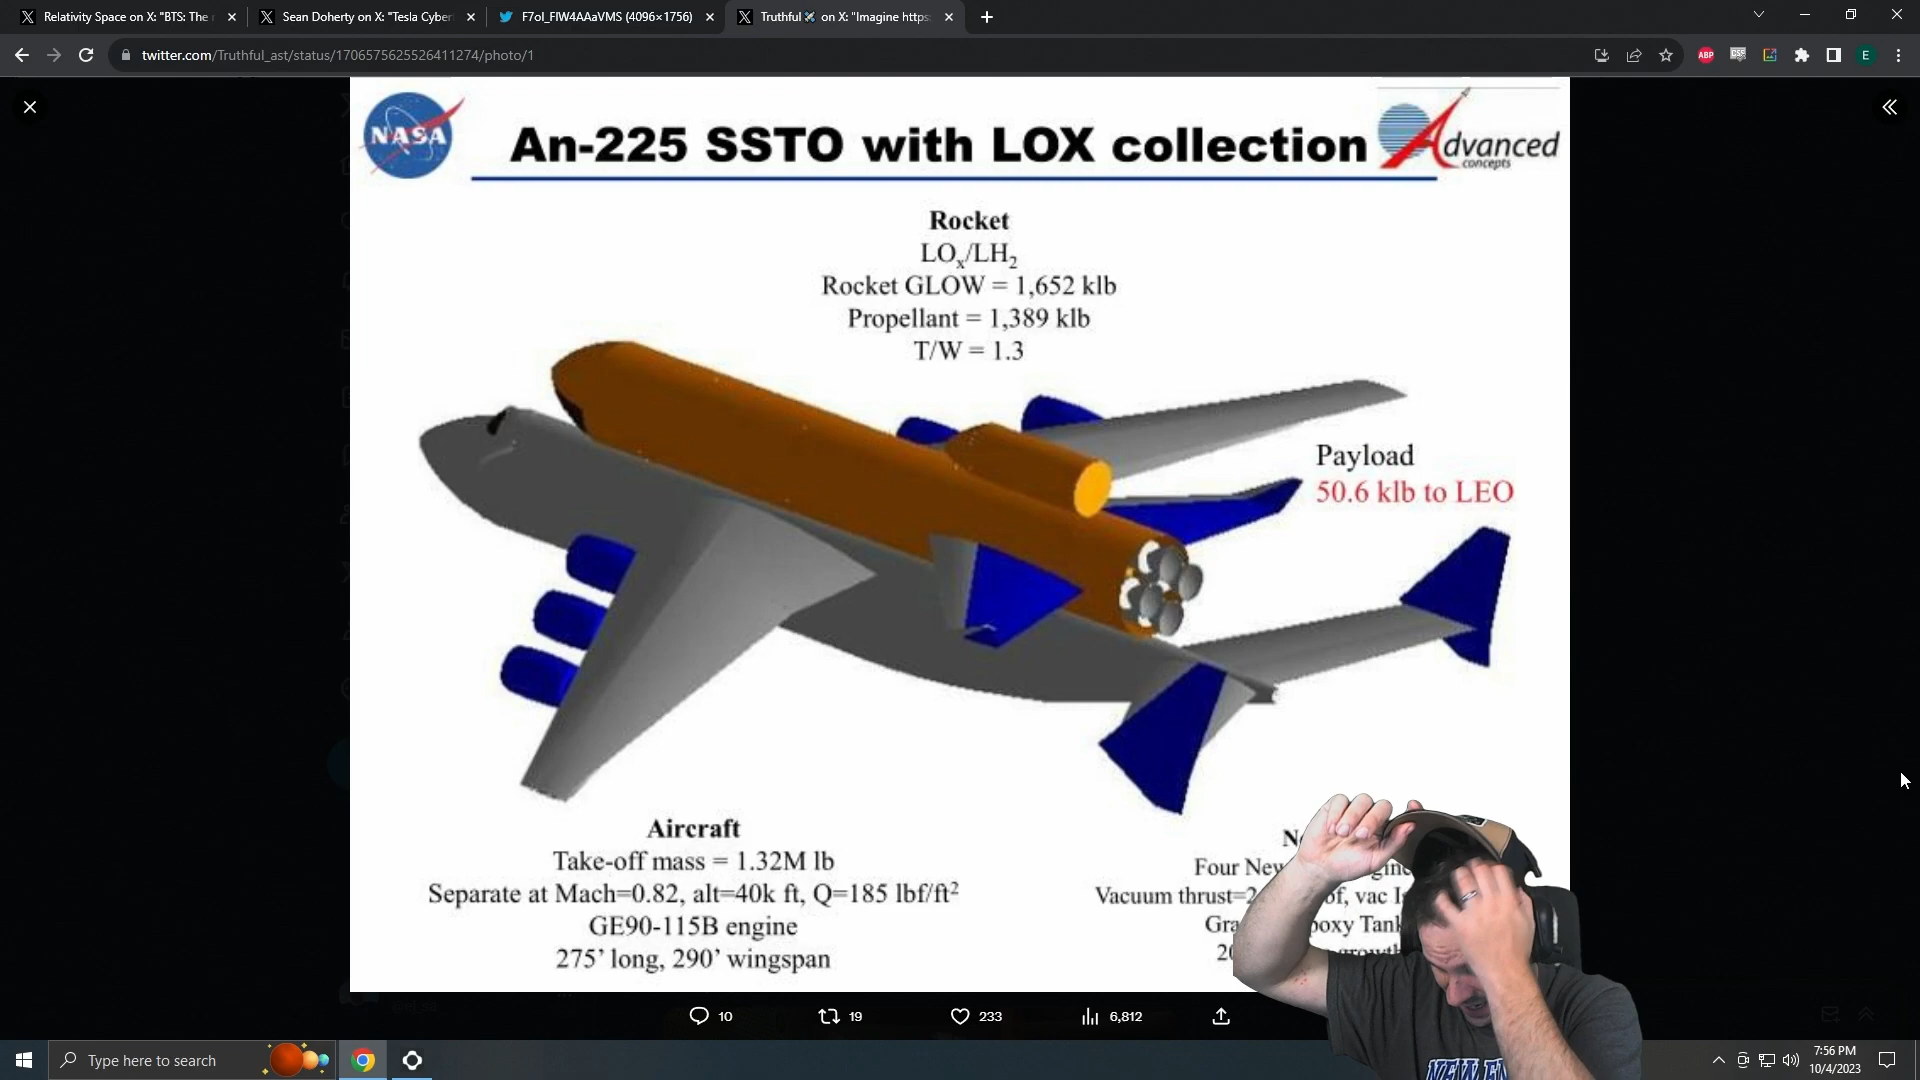 Relativity Space on X: "BTS: The
Sean Doherty on X: "Tesla Cyber
F7ol_FIW4AAaVMS (4096×1756)
Truthful on X: "Imagine https:
twitter.com/Truthful_ast/status/1706575625526411274/photo/1
ABP
E
NASA
An-225 SSTO with LOX collection
Advanced
concepts
Rocket
LOx/LH2
Rocket GLOW = 1,652 klb
Propellant = 1,389 klb
T/W = 1.3
Payload
50.6 klb to LEO
Aircraft
Take-off mass = 1.32M lb
Separate at Mach=0.82, alt=40k ft, Q=185 lbf/ft²
GE90-115B engine
275' long, 290' wingspan
Four New
Vacuum thrust=2 vac
10
19
233
6,812
Type here to search
7:56 PM
10/4/2023